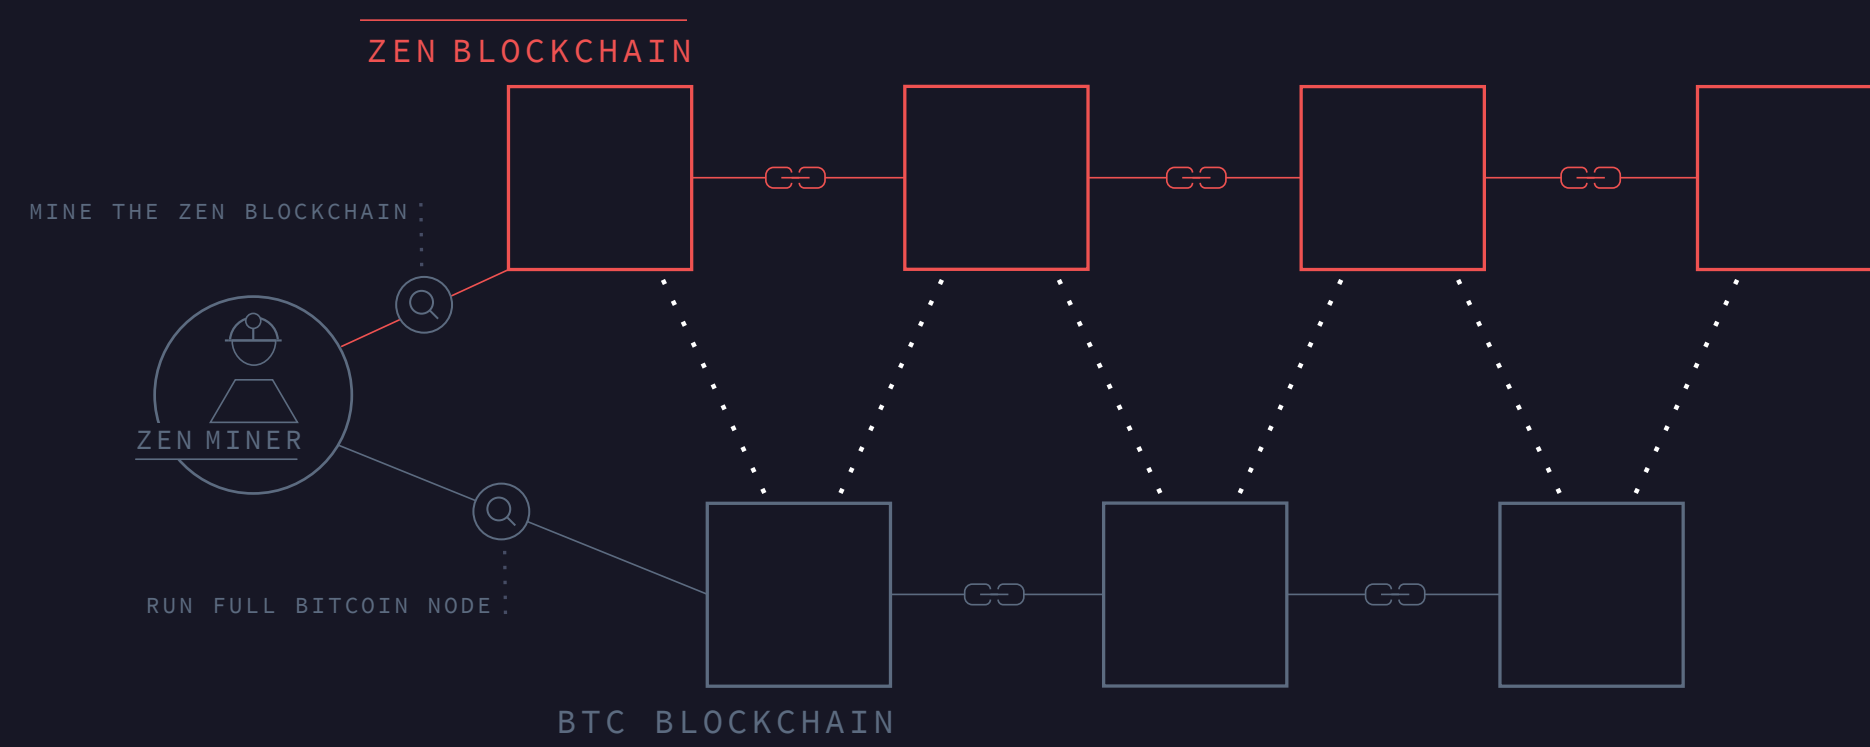 ZEN BLOCKCHAIN
MINE THE ZEN BLOCKCHAIN
ZEN MINER
RUN FULL BITCOIN NODE
BTC BLOCKCHAIN